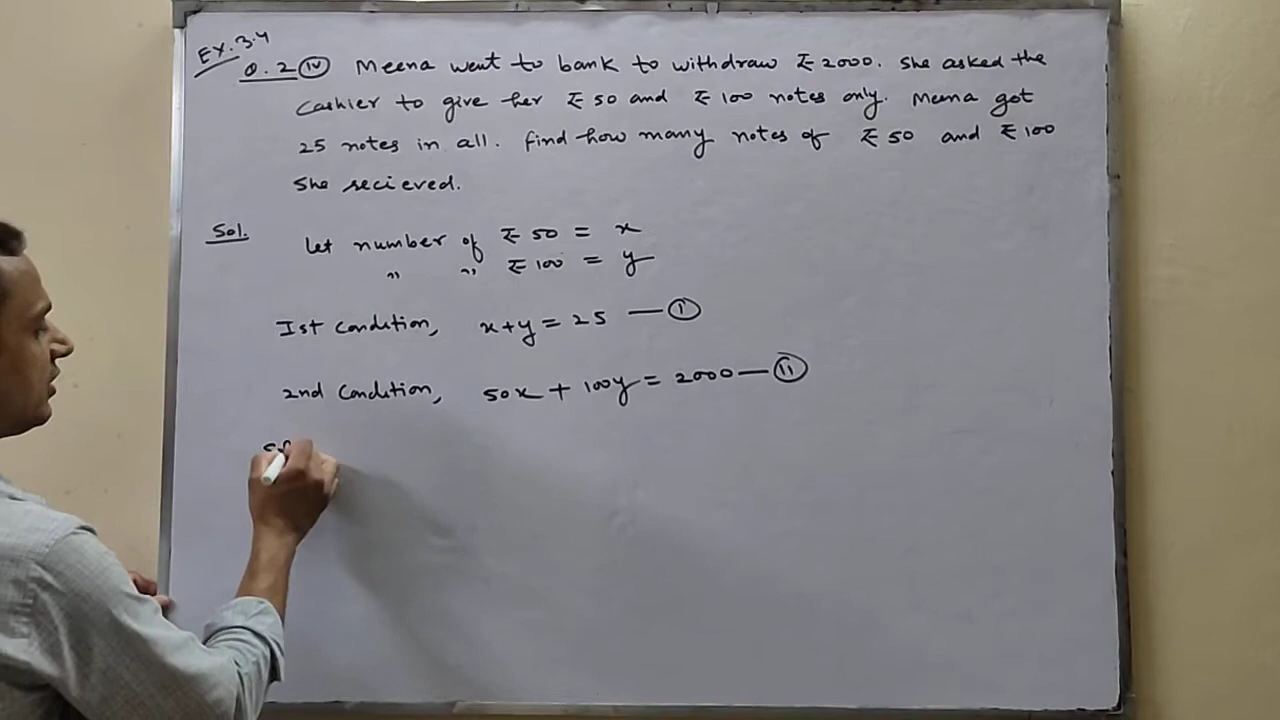 Ex. 3.4
Q. 2 (iv) Meena went to bank to withdraw ₹ 2000. She asked the
cashier to give her ₹ 50 and ₹ 100 notes only. Meena got
25 notes in all. find how many notes of ₹ 50 and ₹ 100
She recieved.
Sol. Let number of ₹ 50 = x
" " ₹ 100 = y
Ist Condition, x+y = 25 — (i)
2nd Condition, 50x + 100y = 2000 — (ii)